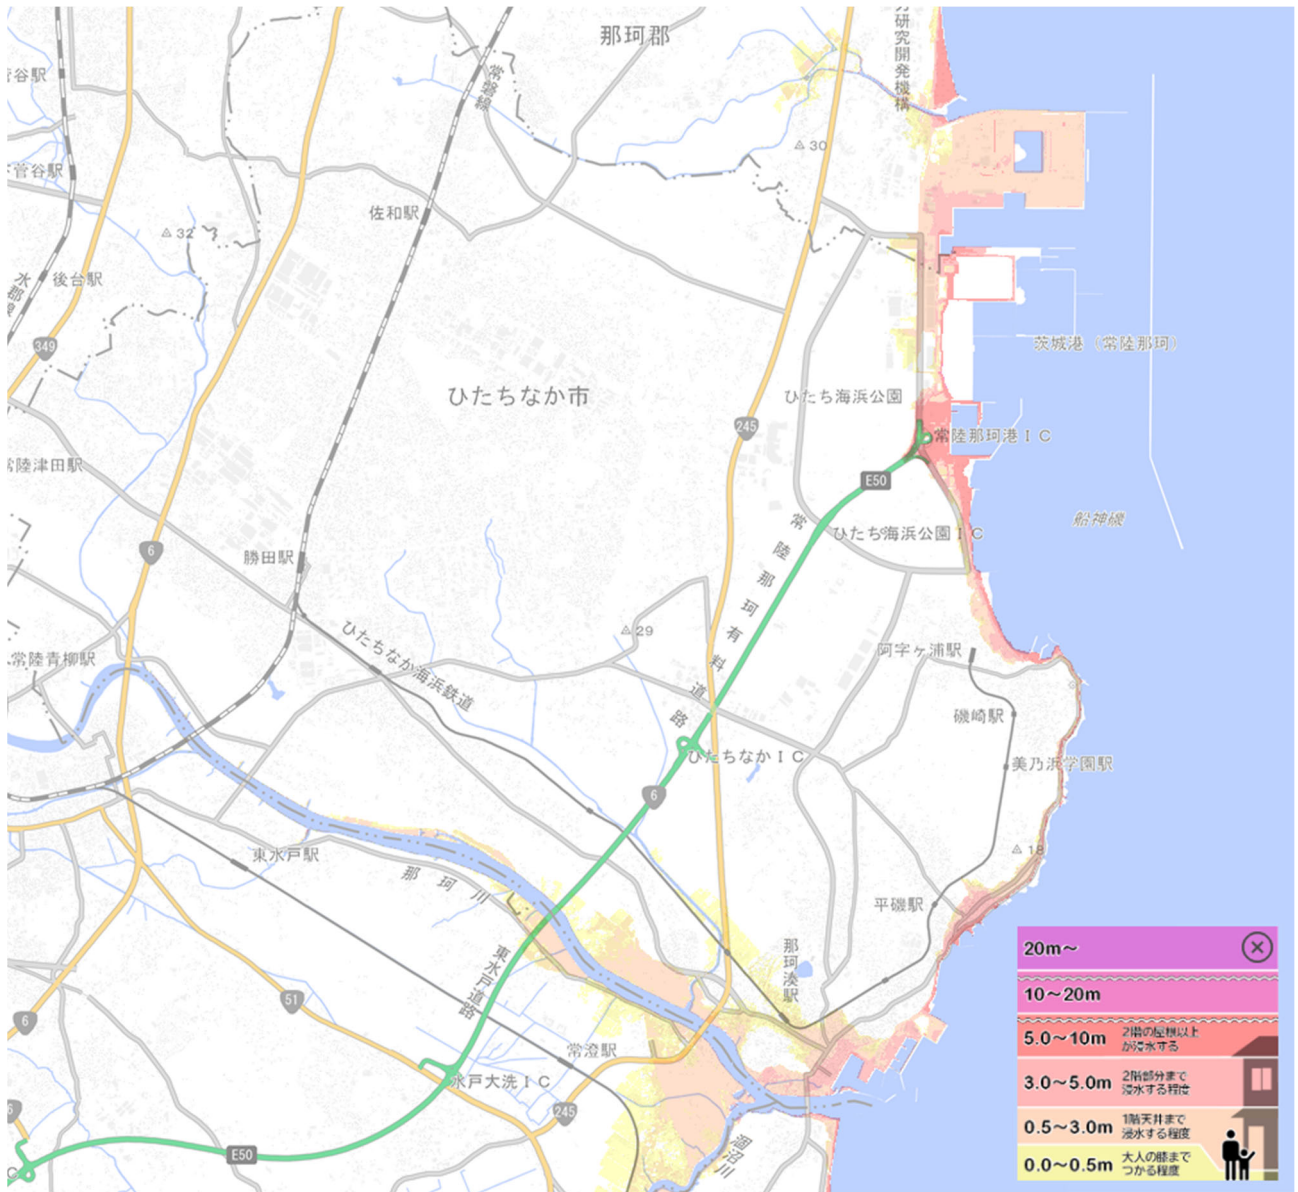 那珂郡
力研究開発機構
菅谷駅
常磐線
30
菅谷駅
佐和駅
32
後台駅
水郡線
349
茨城港（常陸那珂）
ひたちなか市
ひたち海浜公園
245
常陸那珂港ＩＣ
常陸津田駅
E50
船神磯
常陸那珂有料道路
ひたち海浜公園ＩＣ
6
勝田駅
29
ひたちなか海浜鉄道
阿字ヶ浦駅
常陸青柳駅
磯崎駅
ひたちなかＩＣ
美乃浜学園駅
6
東水戸駅
18
那珂川
平磯駅
那珂湊駅
東水戸道路
51
6
常澄駅
水戸大洗ＩＣ
245
6
E50
涸沼川
20m～
10～20m
5.0～10m
2階の屋根以上
が浸水する
3.0～5.0m
2階部分まで
浸水する程度
0.5～3.0m
1階天井まで
浸水する程度
0.0～0.5m
大人の膝まで
つかる程度